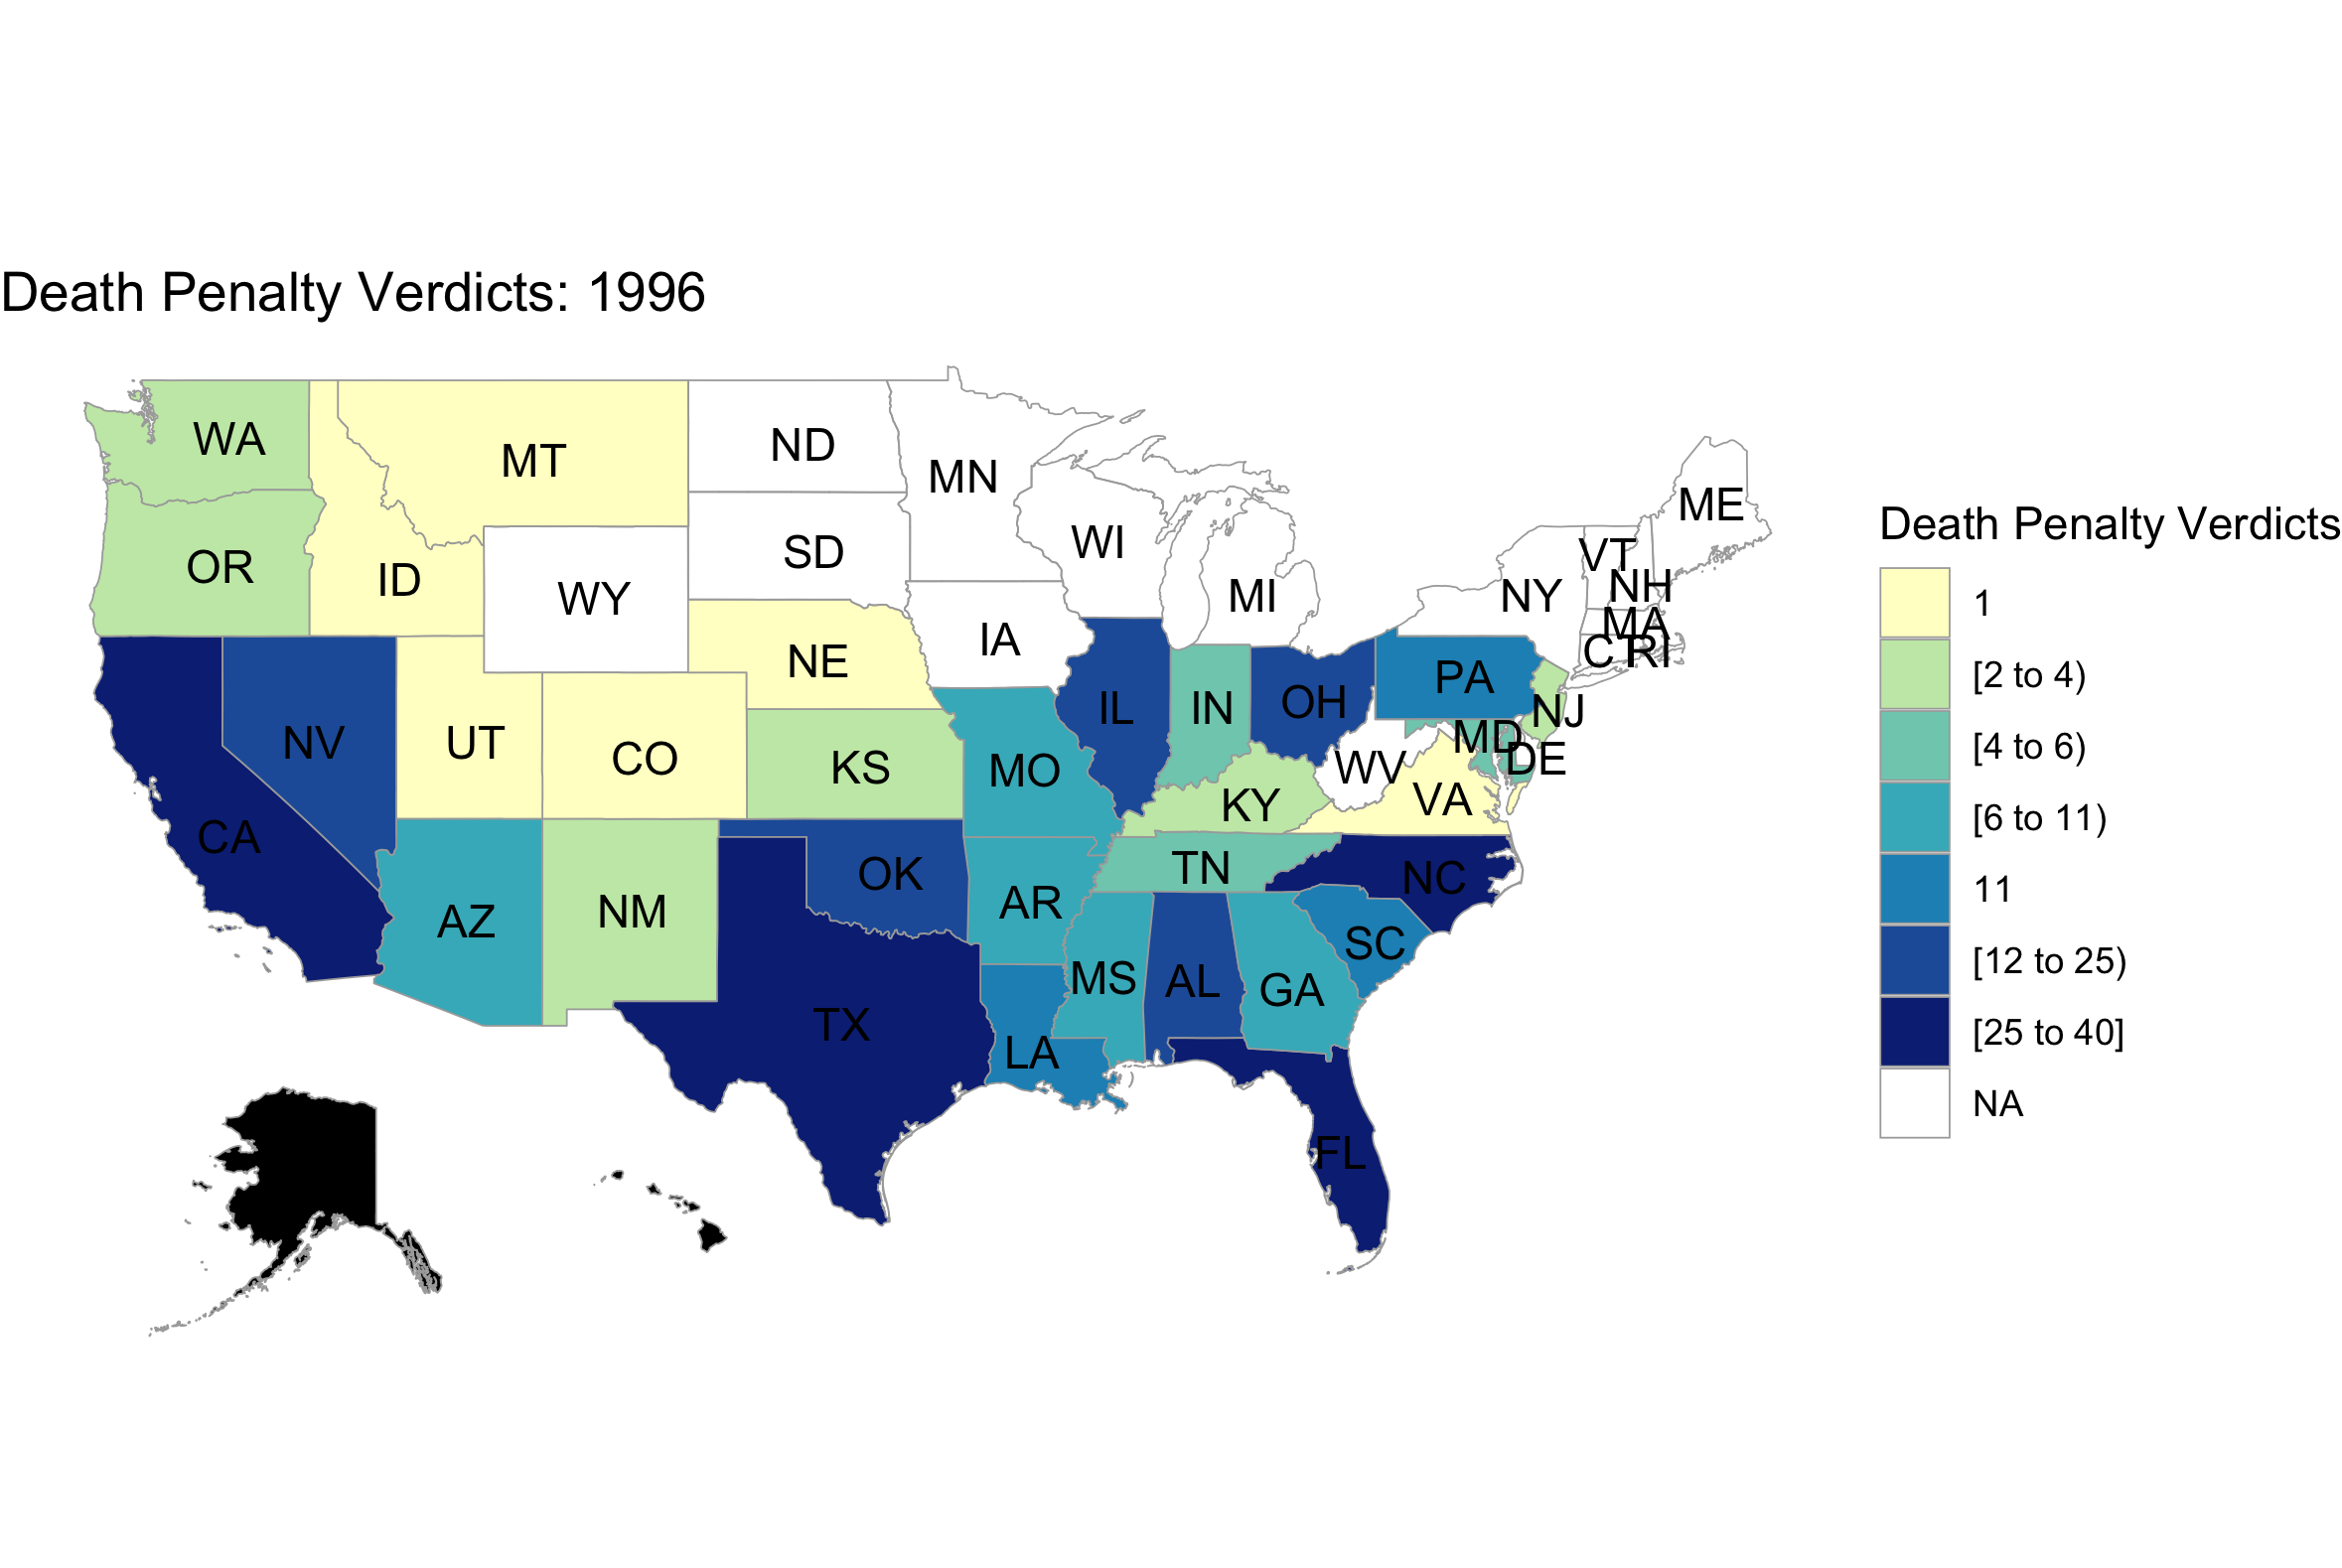 Death Penalty Verdicts: 1996
WA
MT
ND
MN
ME
OR
ID
WY
SD
WI
MI
NY
VT
NH
MA
CT
RI
IA
NE
NV
UT
CO
KS
MO
IL
IN
OH
PA
NJ
MD
DE
WV
VA
KY
CA
AZ
NM
OK
AR
TN
NC
SC
MS
AL
GA
TX
LA
FL
Death Penalty Verdicts
1
[2 to 4)
[4 to 6)
[6 to 11)
11
[12 to 25)
[25 to 40]
NA